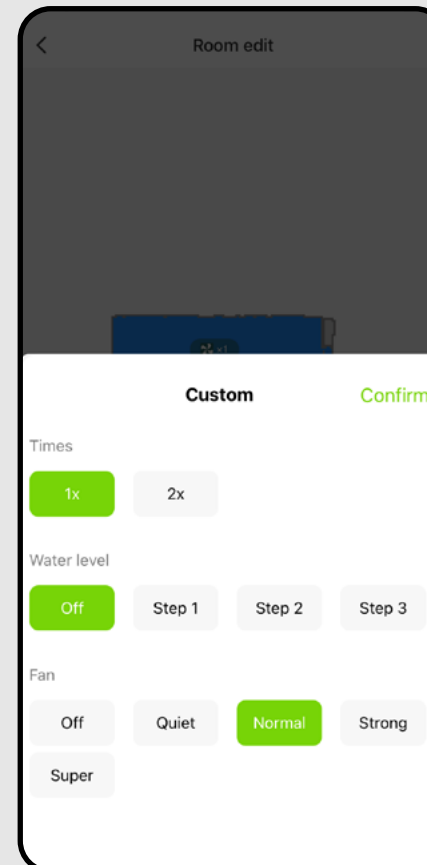 Room edit
Custom
Confirm
Times
1x
2x
Water level
Off
Step 1
Step 2
Step 3
Fan
Off
Quiet
Normal
Strong
Super